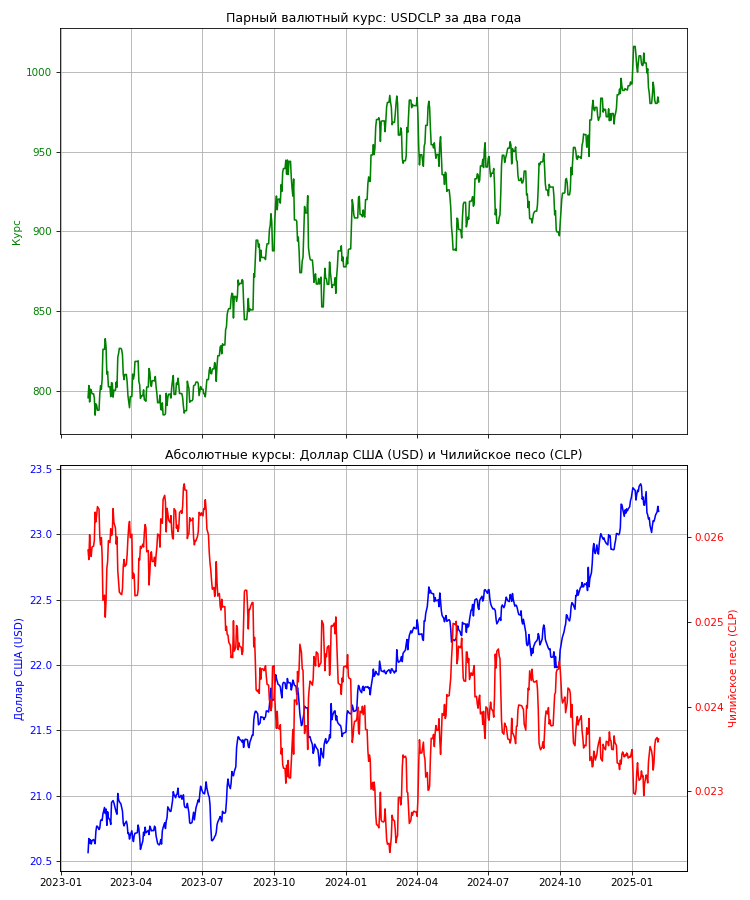 Парный валютный курс: USDCLP за два года
1000
950
900
850
800
Курс
Абсолютные курсы: Доллар США (USD) и Чилийское песо (CLP)
23.5
23.0
22.5
22.0
21.5
21.0
20.5
Доллар США (USD)
0.026
0.025
0.024
0.023
Чилийское песо (CLP)
2023-01 2023-04 2023-07 2023-10 2024-01 2024-04 2024-07 2024-10 2025-01